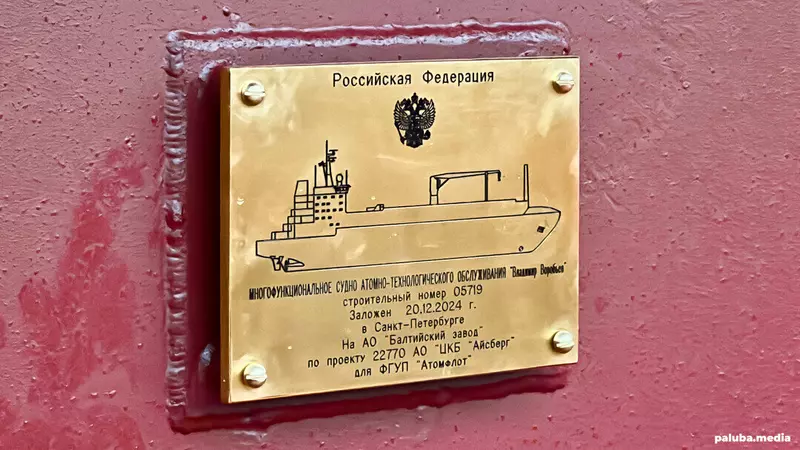 Российская Федерация
МНОГОФУНКЦИОНАЛЬНОЕ СУДНО АТОМНО-ТЕХНОЛОГИЧЕСКОГО ОБСЛУЖИВАНИЯ "Владимир Воробьев"
строительный номер 05719
Заложен 20.12.2024 г.
в Санкт-Петербурге
На АО "Балтийский завод"
по проекту 22770 АО "ЦКБ "Айсберг"
для ФГУП "Атомфлот"
paluba.media